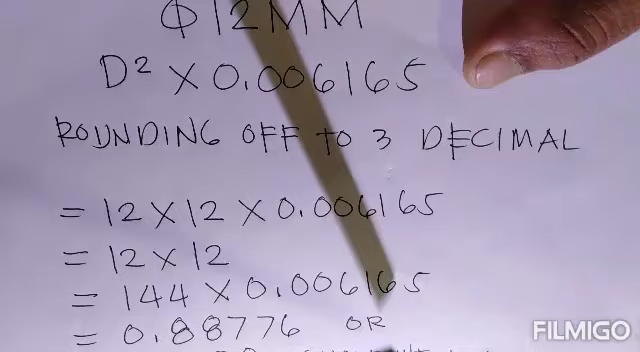 Φ 12MM
D² X 0.006165
ROUNDING OFF TO 3 DECIMAL
= 12 X 12 X 0.006165
= 12 X 12
= 144 X 0.006165
= 0.88776 OR
FILMIGO